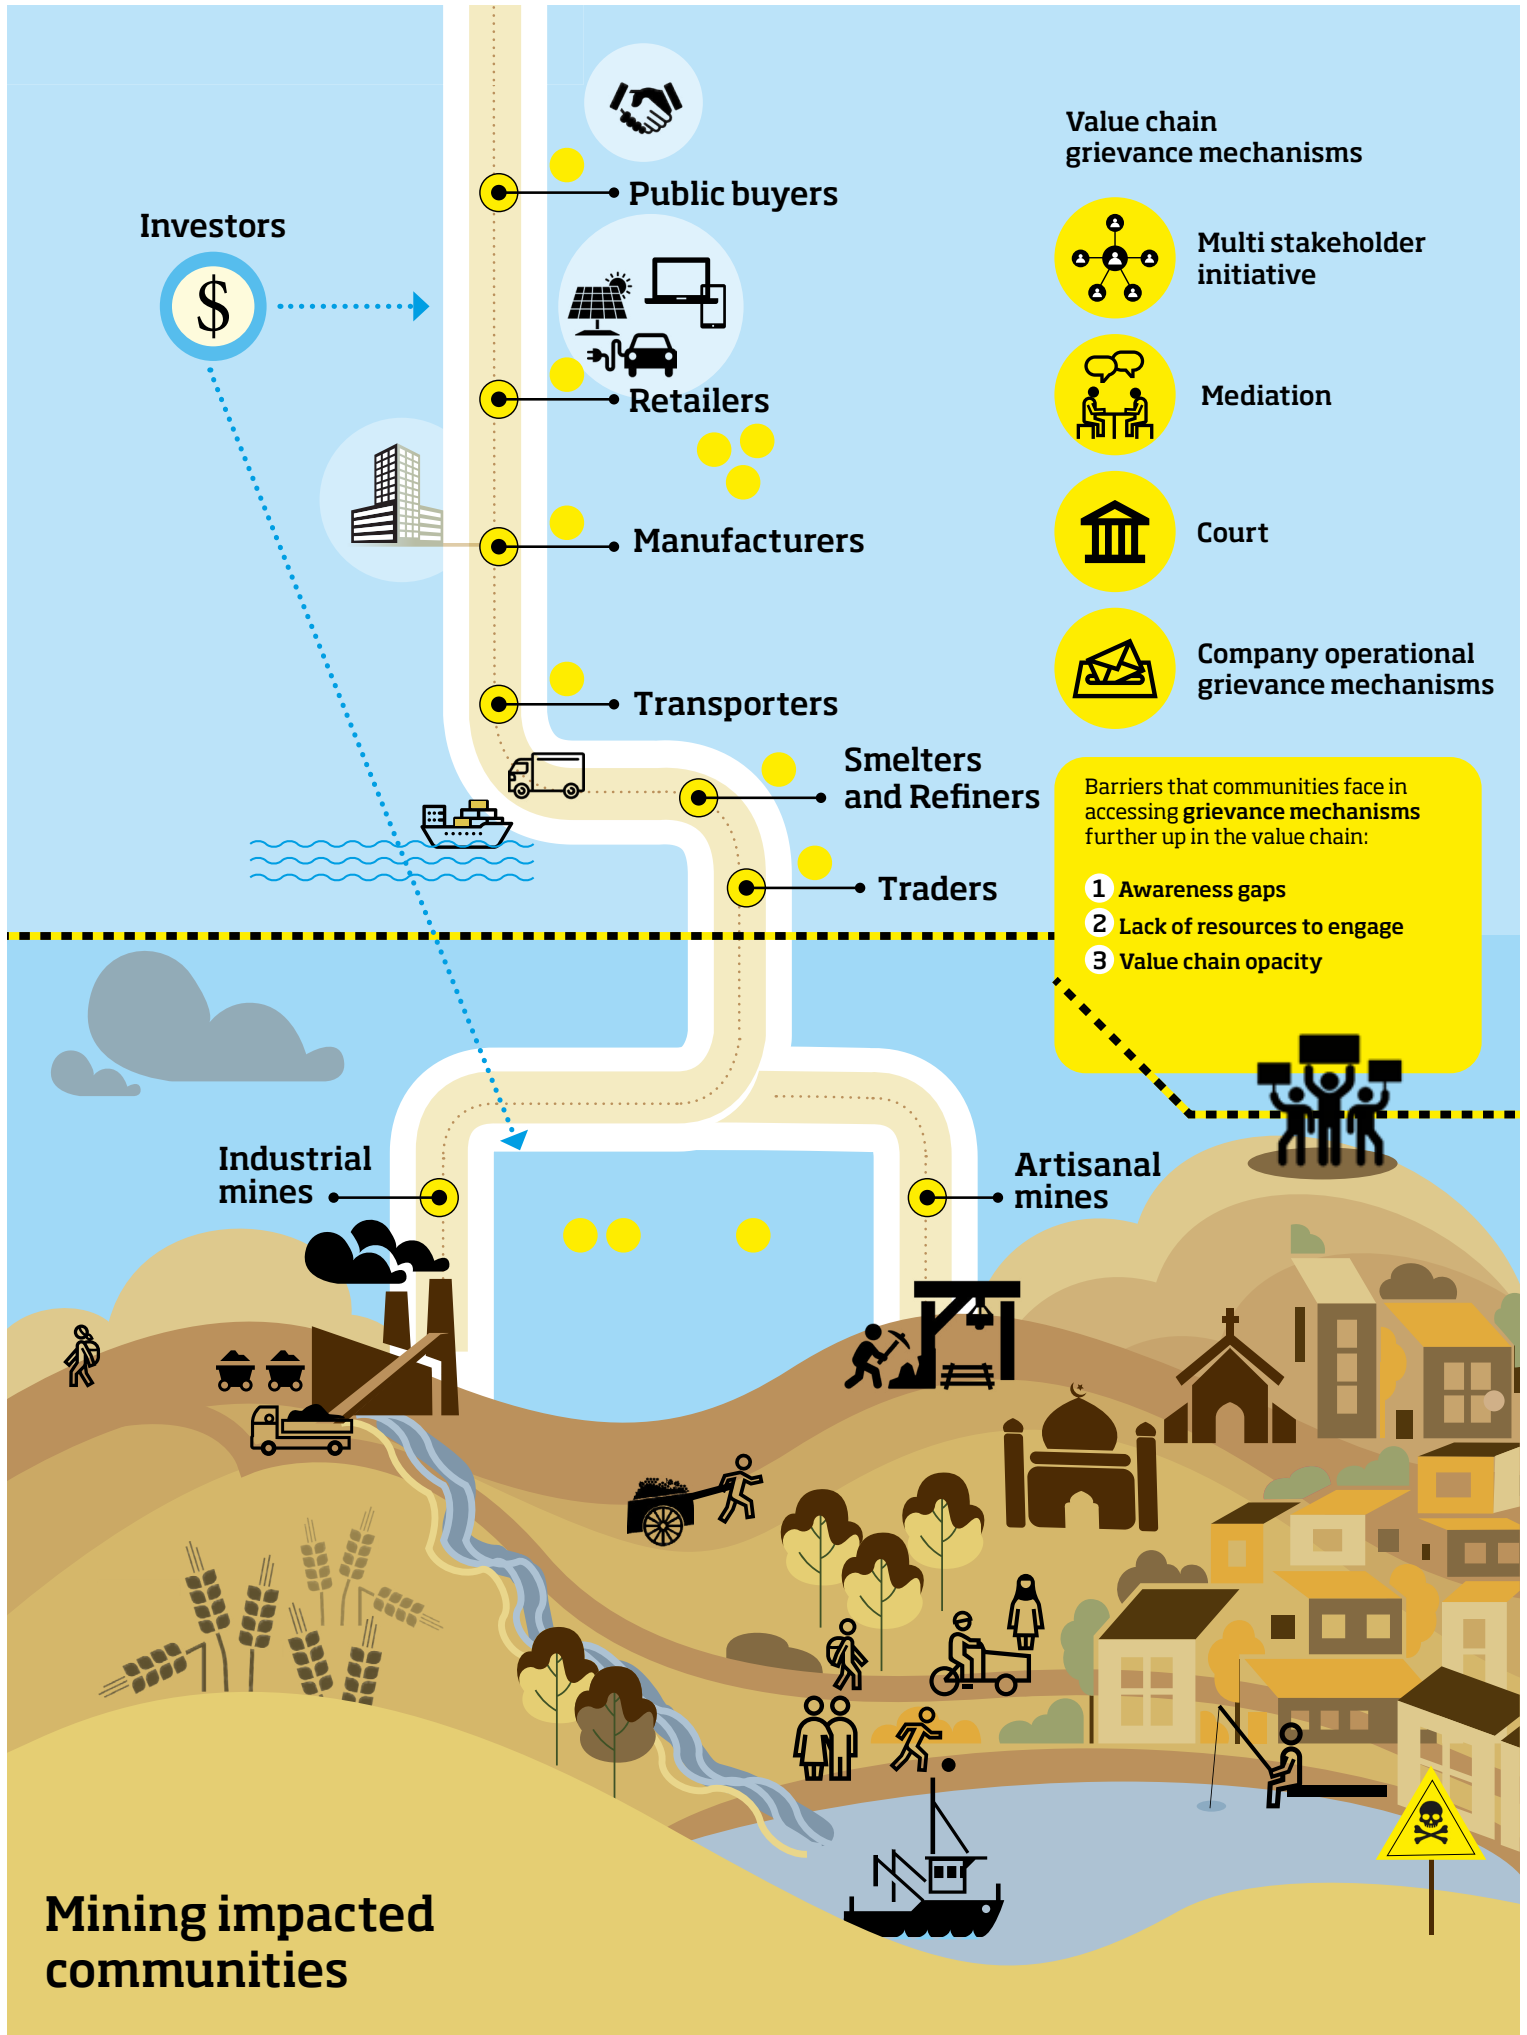 Value chain
grievance mechanisms
Public buyers
Investors
$
Multi stakeholder
initiative
Retailers
Mediation
Manufacturers
Court
Transporters
Company operational
grievance mechanisms
Smelters
and Refiners
Traders
Barriers that communities face in
accessing grievance mechanisms
further up in the value chain:
1 Awareness gaps
2 Lack of resources to engage
3 Value chain opacity
Industrial
mines
Artisanal
mines
Mining impacted
communities